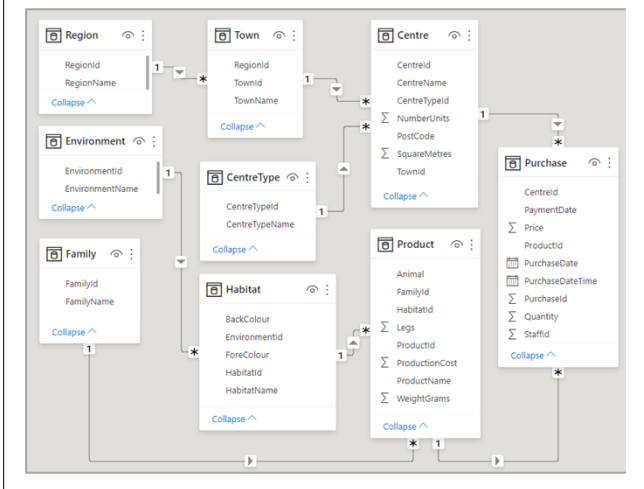 Region
RegionId
RegionName
Collapse
Town
RegionId
TownId
TownName
Collapse
Centre
CentreId
CentreName
CentreTypeId
NumberUnits
PostCode
SquareMetres
TownId
Collapse
Environment
EnvironmentId
EnvironmentName
Collapse
CentreType
CentreTypeId
CentreTypeName
Collapse
Purchase
CentreId
PaymentDate
Price
ProductId
PurchaseDate
PurchaseDateTime
PurchaseId
Quantity
StaffId
Collapse
Family
FamilyId
FamilyName
Collapse
Habitat
BackColour
EnvironmentId
ForeColour
HabitatId
HabitatName
Collapse
Product
Animal
FamilyId
HabitatId
Legs
ProductId
ProductionCost
ProductName
WeightGrams
Collapse
1
*
1
*
1
*
1
*
1
*
1
*
1
*
1
*